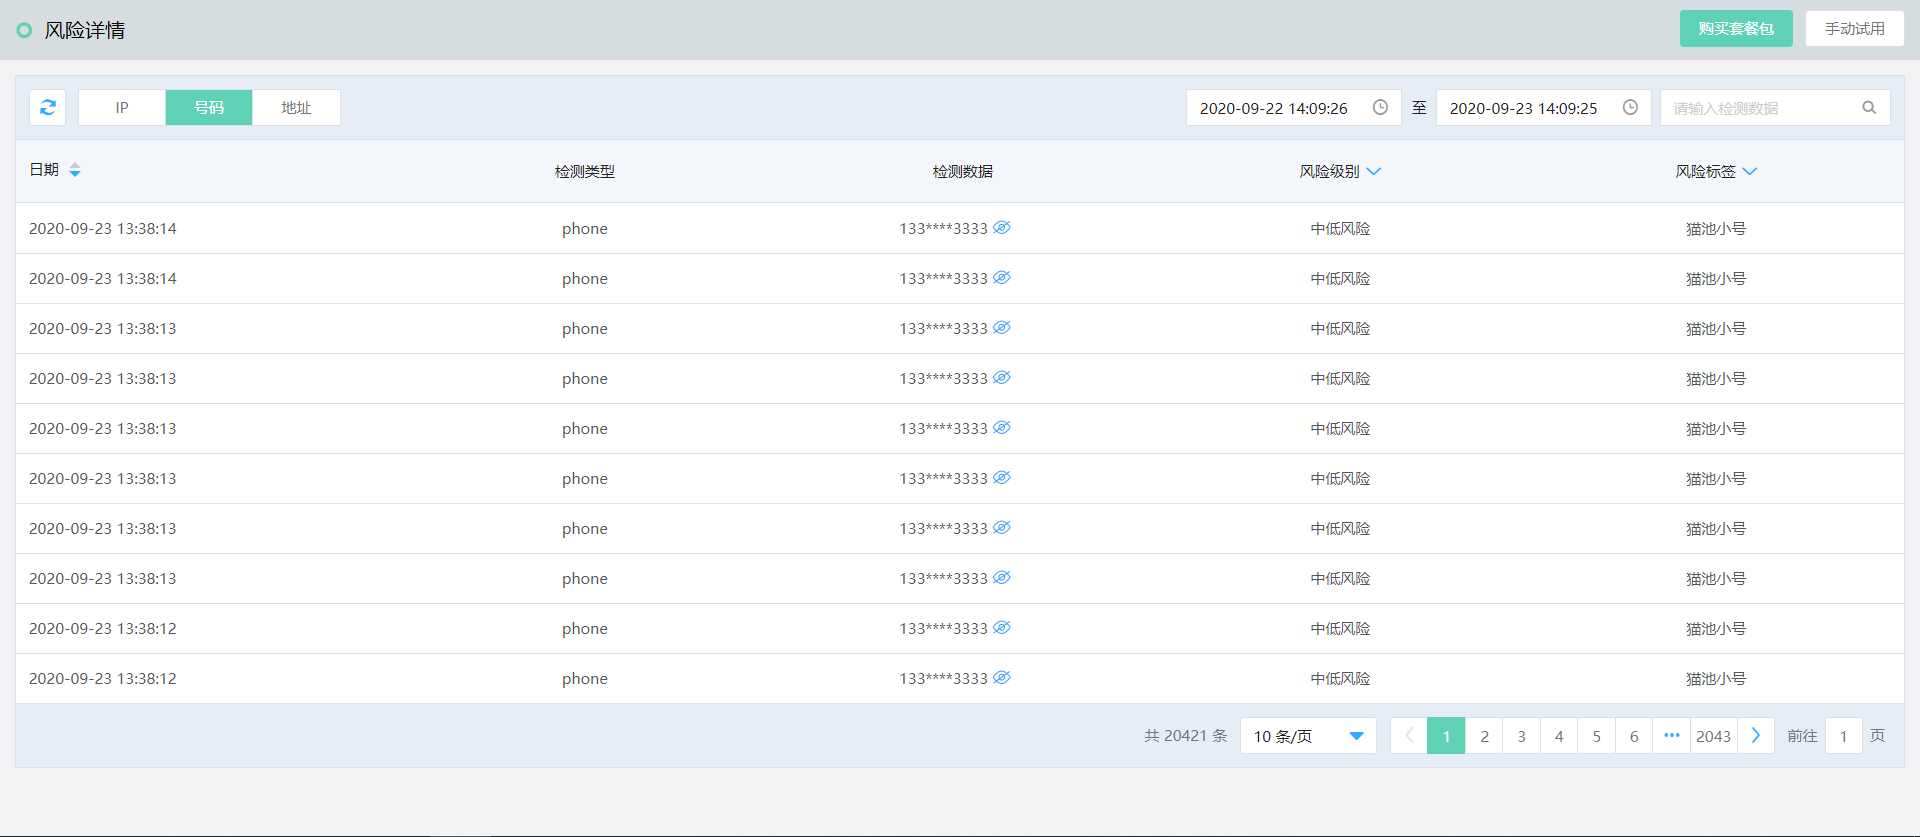 风险详情 购买套餐包 手动试用
IP 号码 地址 2020-09-22 14:09:26 至 2020-09-23 14:09:25 请输入检测数据
日期 检测类型 检测数据 风险级别 风险标签
2020-09-23 13:38:14 phone 133****3333 中低风险 猫池小号
2020-09-23 13:38:14 phone 133****3333 中低风险 猫池小号
2020-09-23 13:38:13 phone 133****3333 中低风险 猫池小号
2020-09-23 13:38:13 phone 133****3333 中低风险 猫池小号
2020-09-23 13:38:13 phone 133****3333 中低风险 猫池小号
2020-09-23 13:38:13 phone 133****3333 中低风险 猫池小号
2020-09-23 13:38:13 phone 133****3333 中低风险 猫池小号
2020-09-23 13:38:13 phone 133****3333 中低风险 猫池小号
2020-09-23 13:38:12 phone 133****3333 中低风险 猫池小号
2020-09-23 13:38:12 phone 133****3333 中低风险 猫池小号
共 20421 条 10 条/页 1 2 3 4 5 6 ••• 2043 前往 1 页